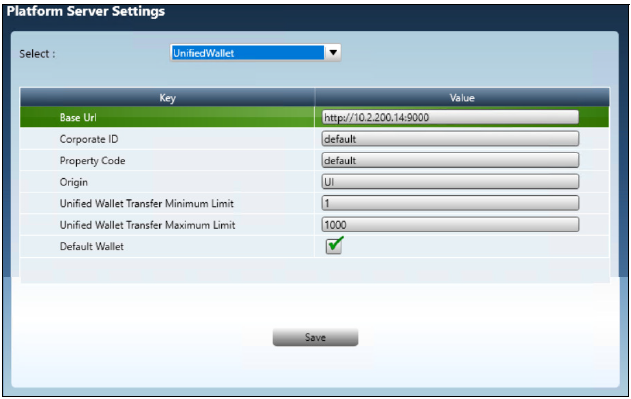 Platform Server Settings
Select : UnifiedWallet
Key Value
Base Url http://10.2.200.14:9000
Corporate ID default
Property Code default
Origin UI
Unified Wallet Transfer Minimum Limit 1
Unified Wallet Transfer Maximum Limit 1000
Default Wallet
Save